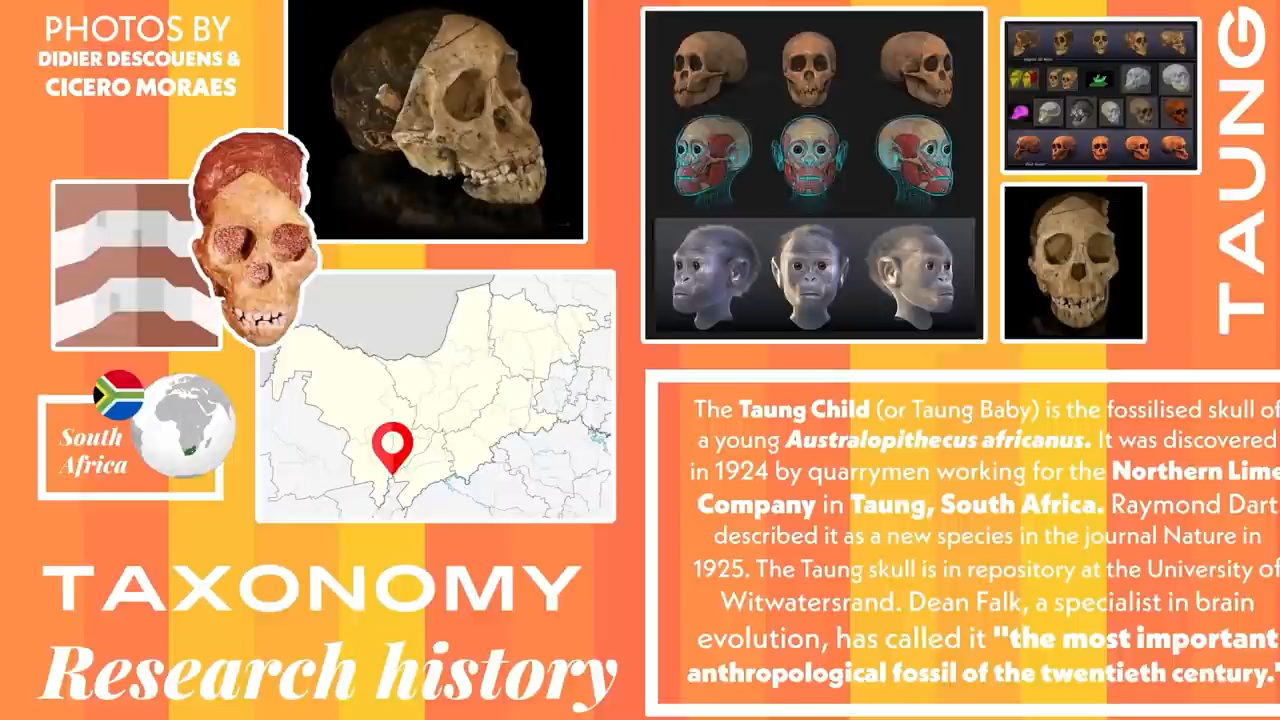 PHOTOS BY
DIDIER DESCOUENS &
CICERO MORAES
South
Africa
TAXONOMY
Research history
TAUNG
The Taung Child (or Taung Baby) is the fossilised skull of
a young Australopithecus africanus. It was discovered
in 1924 by quarrymen working for the Northern Lime
Company in Taung, South Africa. Raymond Dart
described it as a new species in the journal Nature in
1925. The Taung skull is in repository at the University of
Witwatersrand. Dean Falk, a specialist in brain
evolution, has called it "the most important
anthropological fossil of the twentieth century."